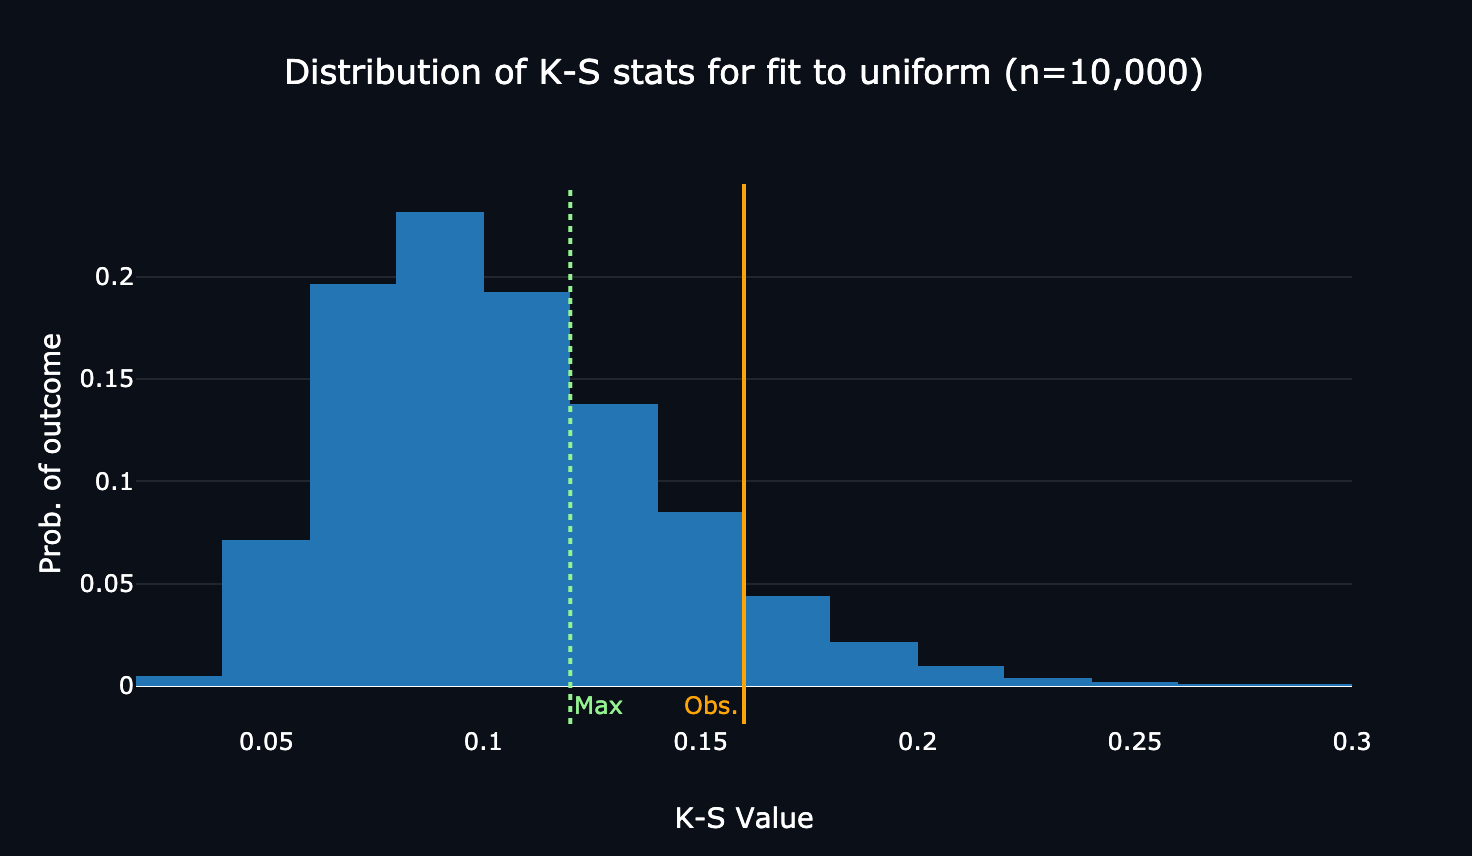 Distribution of K-S stats for fit to uniform (n=10,000)
Prob. of outcome
0.2
0.15
0.1
0.05
0
Max
Obs.
0.05
0.1
0.15
0.2
0.25
0.3
K-S Value